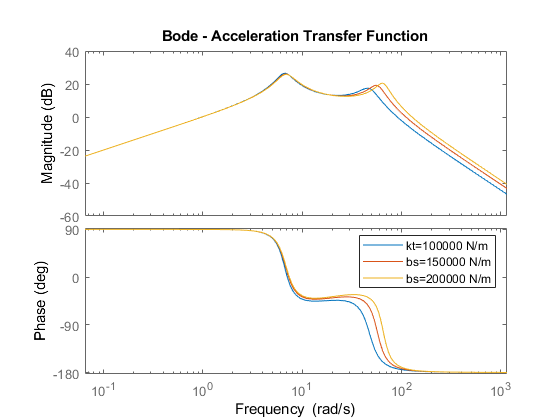 Bode - Acceleration Transfer Function
40
20
0
-20
-40
-60
Magnitude (dB)
90
0
-90
-180
Phase (deg)
kt=100000 N/m
bs=150000 N/m
bs=200000 N/m
10^-1
10^0
10^1
10^2
10^3
Frequency (rad/s)